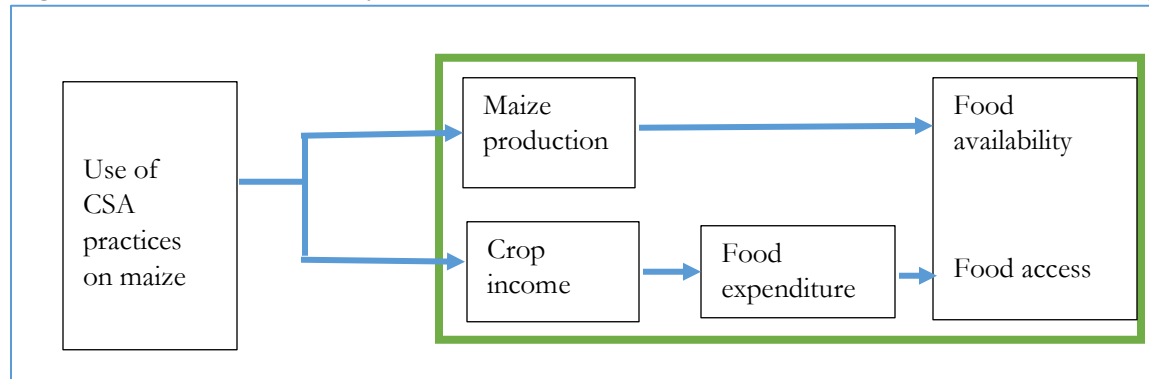 Use of
CSA
practices
on maize
Maize
production
Food
availability
Crop
income
Food
expenditure
Food access